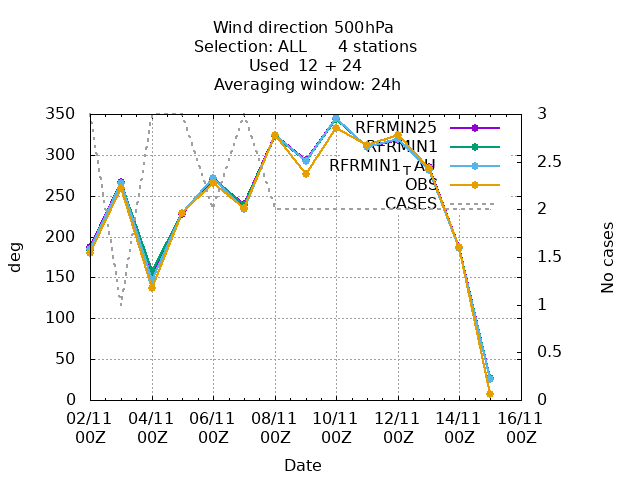 Wind direction 500hPa
Selection: ALL 4 stations
Used 12 + 24
Averaging window: 24h
350
300
250
200
150
100
50
0
deg
3
2.5
2
1.5
1
0.5
0
No cases
RFRMIN25
RFRMIN1
RFRMIN1_AU
OBS
CASES
02/11 04/11 06/11 08/11 10/11 12/11 14/11 16/11
00Z 00Z 00Z 00Z 00Z 00Z 00Z 00Z
Date